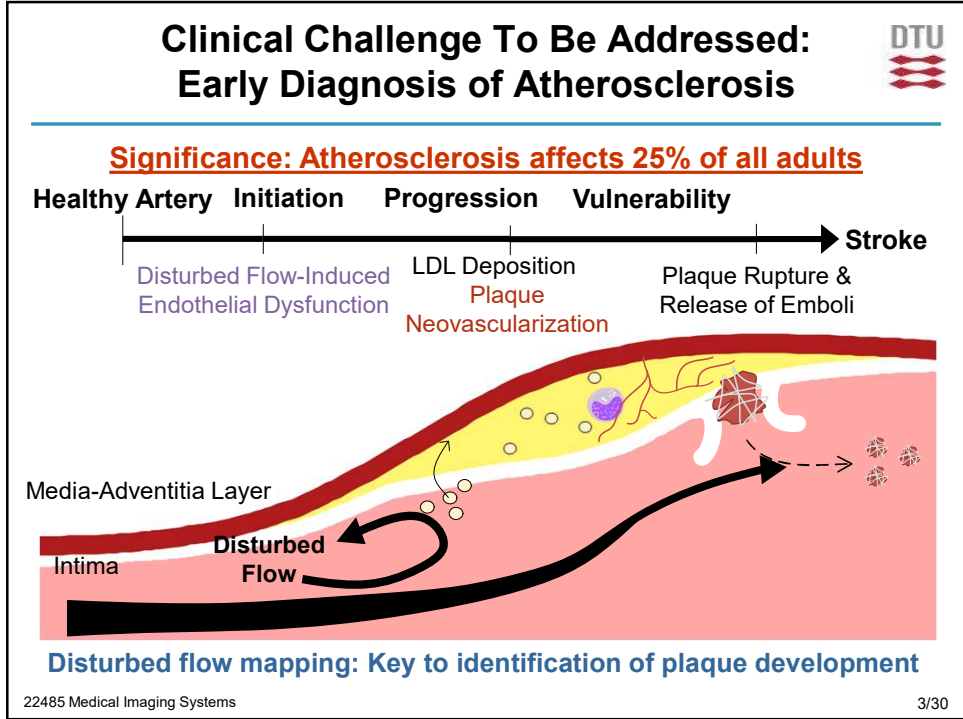 Clinical Challenge To Be Addressed:
Early Diagnosis of Atherosclerosis
DTU
Significance: Atherosclerosis affects 25% of all adults
Healthy Artery Initiation Progression Vulnerability
Stroke
Disturbed Flow-Induced
Endothelial Dysfunction
LDL Deposition
Plaque
Neovascularization
Plaque Rupture &
Release of Emboli
Media-Adventitia Layer
Intima
Disturbed
Flow
Disturbed flow mapping: Key to identification of plaque development
22485 Medical Imaging Systems
3/30